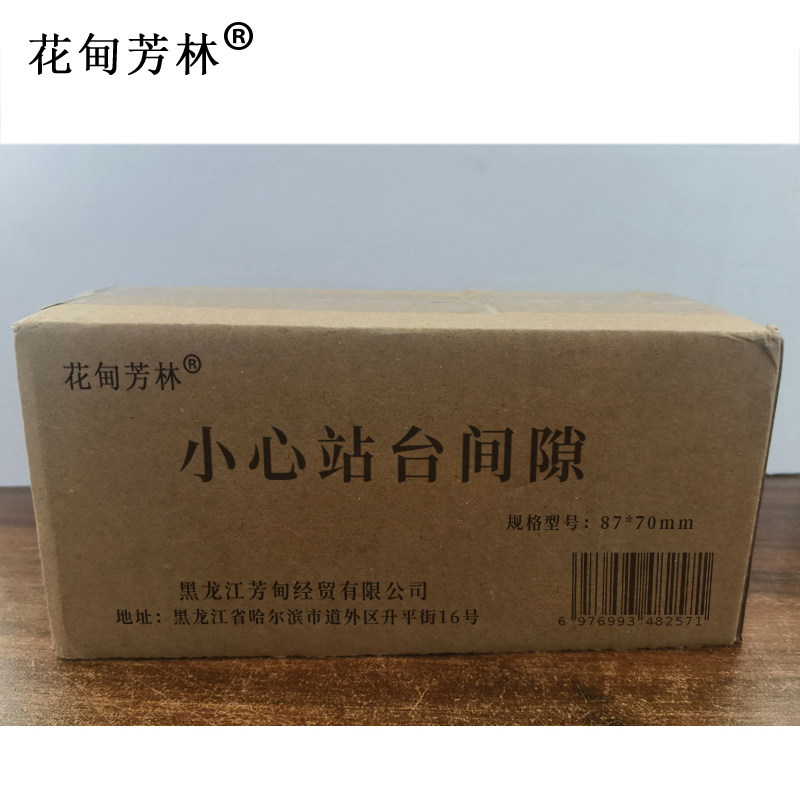 花甸芳林®
花甸芳林®
小心站台间隙
规格型号：87*70mm
黑龙江芳甸经贸有限公司
地址：黑龙江省哈尔滨市道外区升平街16号
6 976993 482571